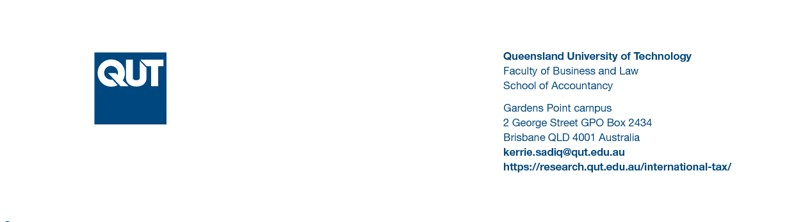 QUT
Queensland University of Technology
Faculty of Business and Law
School of Accountancy
Gardens Point campus
2 George Street GPO Box 2434
Brisbane QLD 4001 Australia
kerrie.sadiq@qut.edu.au
https://research.qut.edu.au/international-tax/